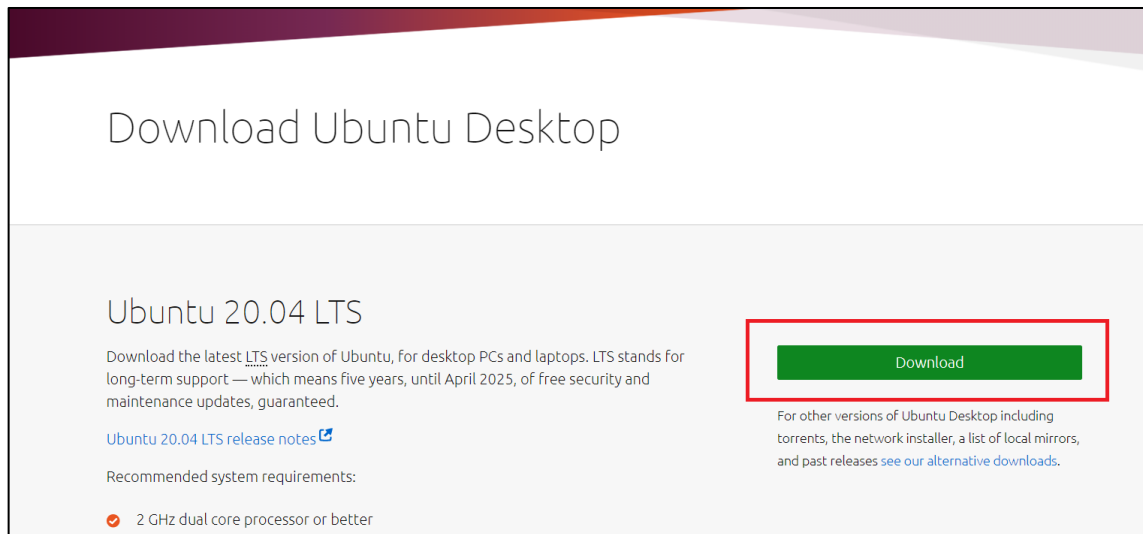 Download Ubuntu Desktop
Ubuntu 20.04 LTS
Download the latest LTS version of Ubuntu, for desktop PCs and laptops. LTS stands for
long-term support — which means five years, until April 2025, of free security and
maintenance updates, guaranteed.
Ubuntu 20.04 LTS release notes
Recommended system requirements:
2 GHz dual core processor or better
Download
For other versions of Ubuntu Desktop including
torrents, the network installer, a list of local mirrors,
and past releases see our alternative downloads.